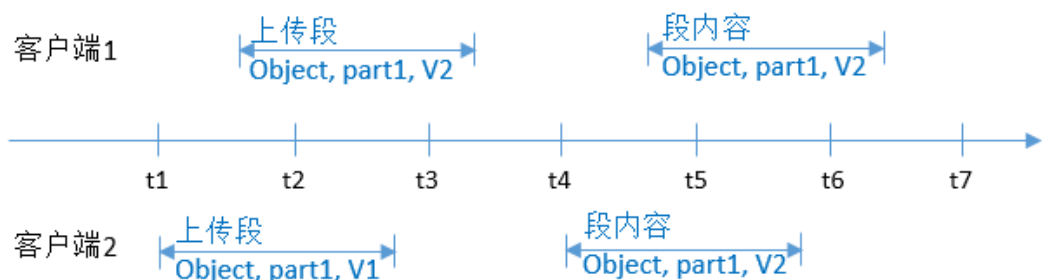 上传段
段内容
客户端1
Object, part1, V2
Object, part1, V2
t1
t2
t3
t4
t5
t6
t7
上传段
段内容
客户端2
Object, part1, V1
Object, part1, V2